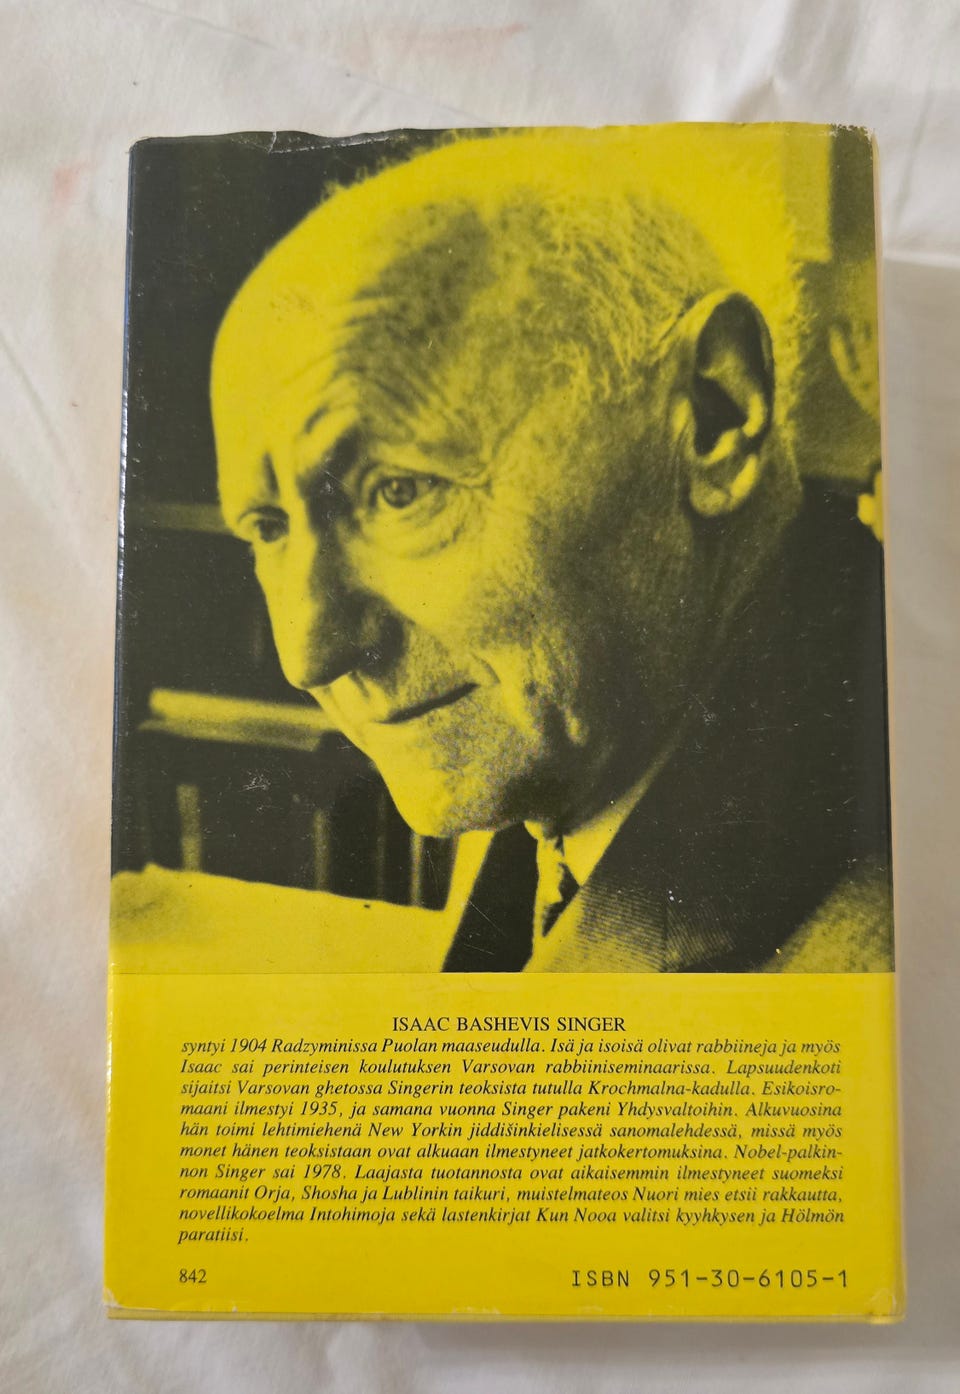 ISAAC BASHEVIS SINGER
syntyi 1904 Radzyminissa Puolan maaseudulla. Isä ja isoisä olivat rabbiineja ja myös
Isaac sai perinteisen koulutuksen Varsovan rabbiiniseminaarissa. Lapsuudenkoti
sijaitsi Varsovan ghetossa Singerin teoksista tutulla Krochmalna-kadulla. Esikoisro-
maani ilmestyi 1935, ja samana vuonna Singer pakeni Yhdysvaltoihin. Alkuvuosina
hän toimi lehtimiehenä New Yorkin jiddišinkielisessä sanomalehdessä, missä myös
monet hänen teoksistaan ovat alkuaan ilmestyneet jatkokertomuksina. Nobel-palkin-
non Singer sai 1978. Laajasta tuotannosta ovat aikaisemmin ilmestyneet suomeksi
romaanit Orja, Shosha ja Lublinin taikuri, muistelmateos Nuori mies etsii rakkautta,
novellikokoelma Intohimoja sekä lastenkirjat Kun Nooa valitsi kyyhkysen ja Hölmön
paratiisi.
842
ISBN 951-30-6105-1